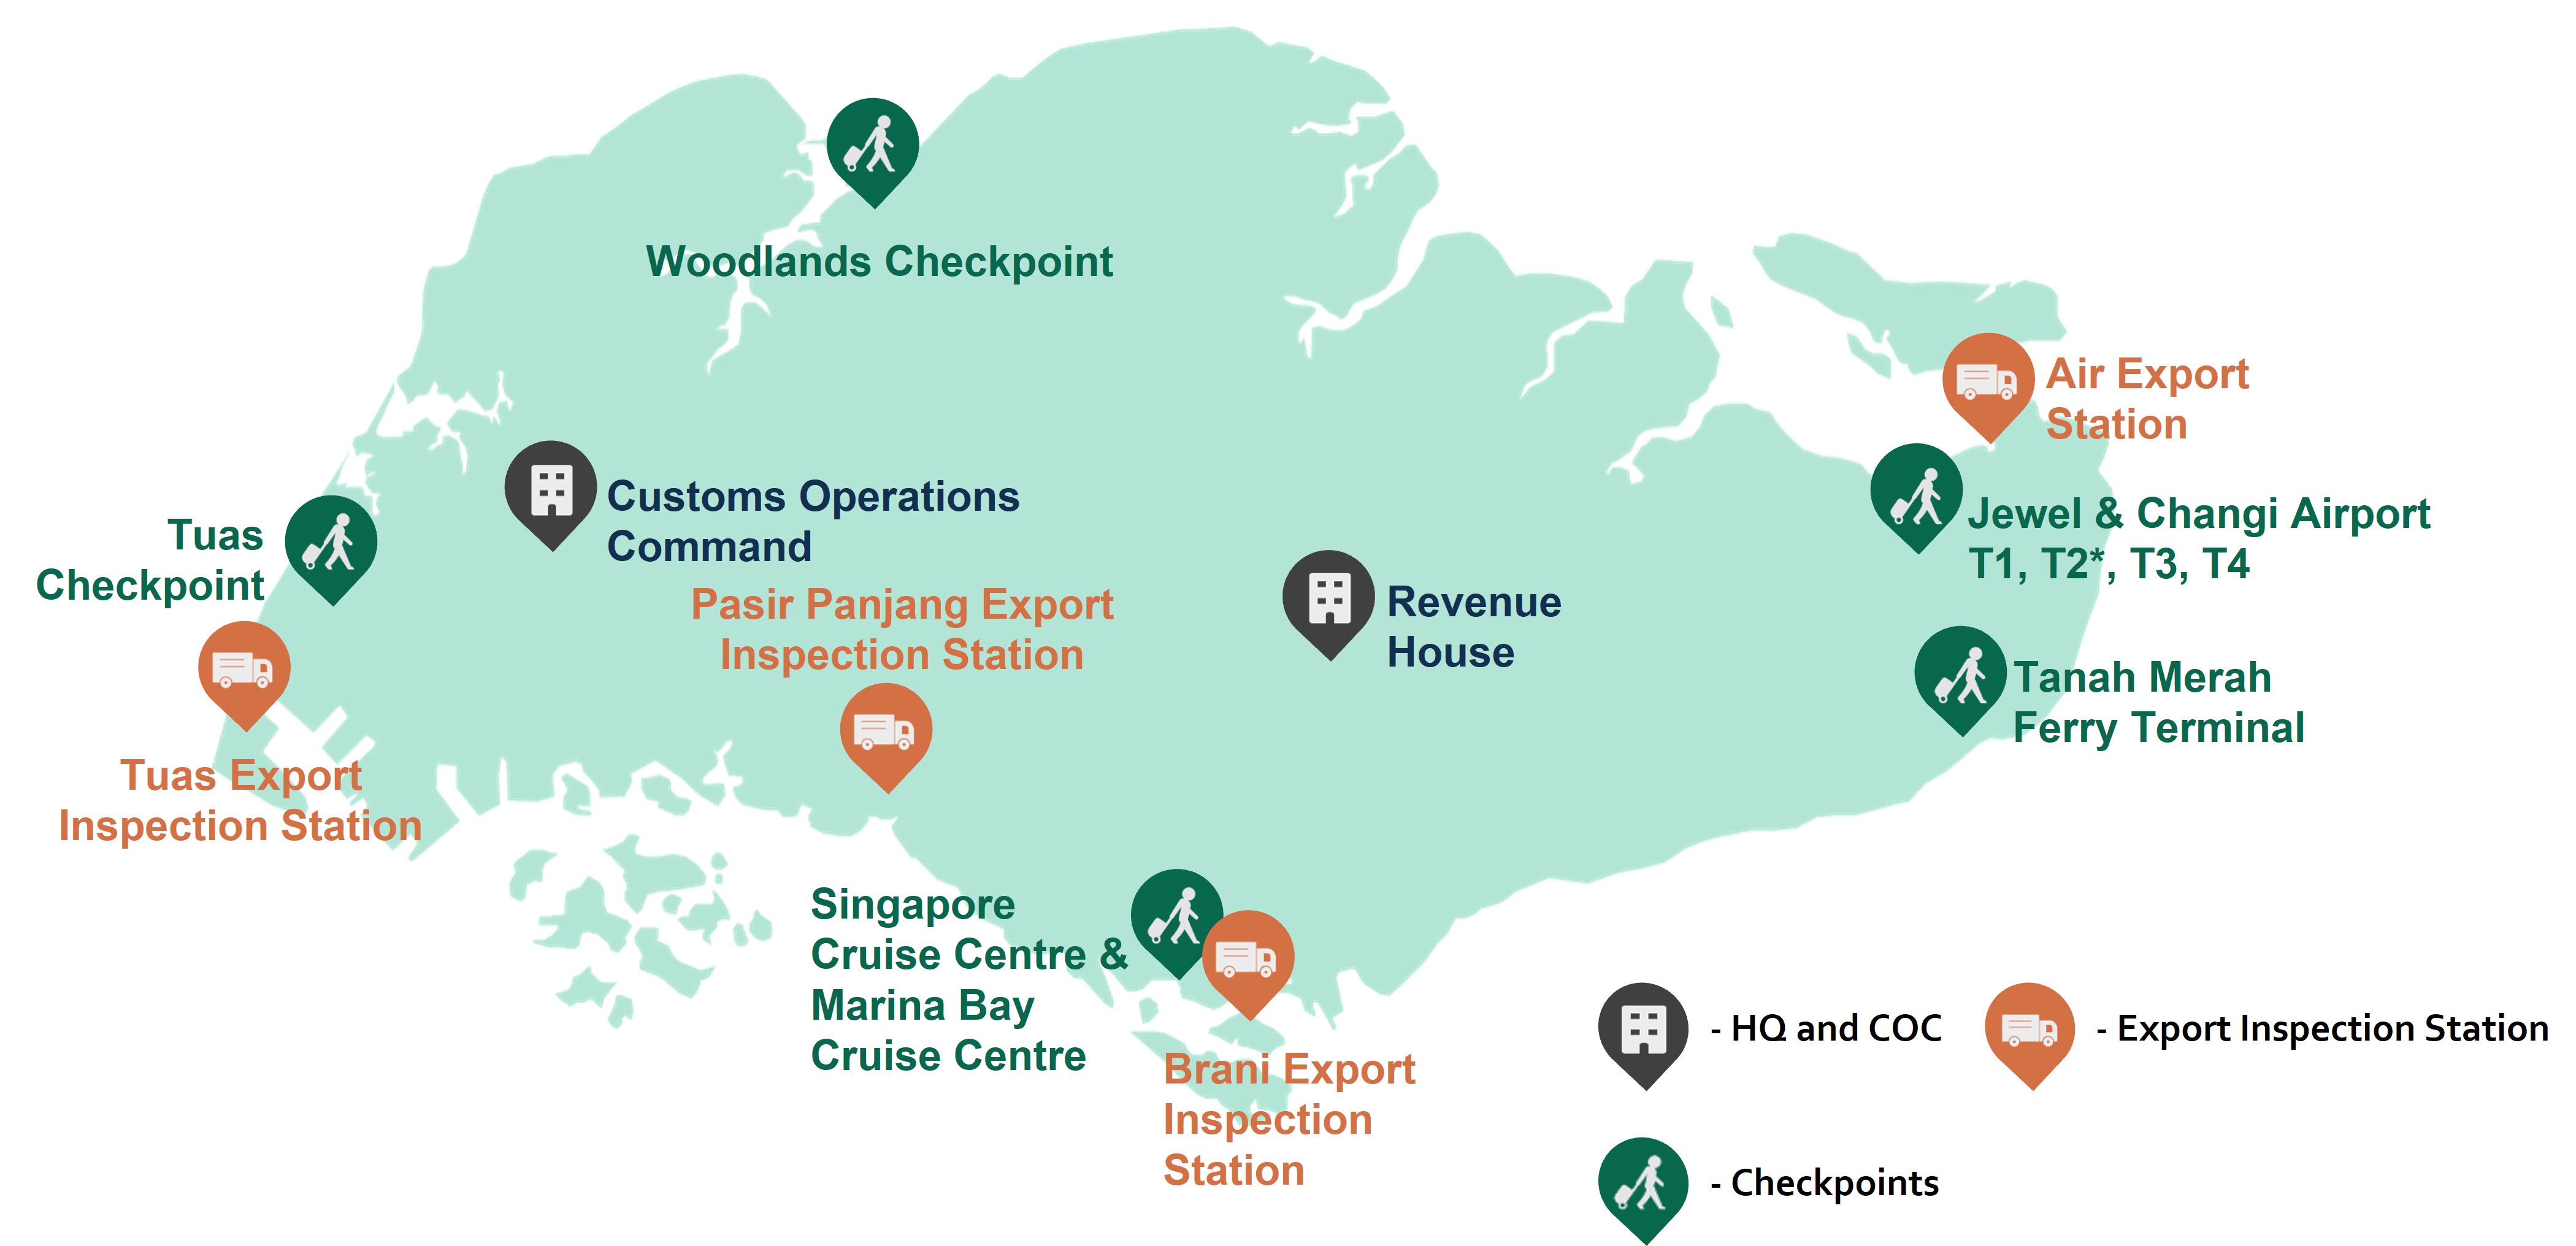 Woodlands Checkpoint
Air Export
Station
Customs Operations
Command
Jewel & Changi Airport
T1, T2*, T3, T4
Tuas
Checkpoint
Pasir Panjang Export
Inspection Station
Revenue
House
Tanah Merah
Ferry Terminal
Tuas Export
Inspection Station
Singapore
Cruise Centre &
Marina Bay
Cruise Centre
Brani Export
Inspection
Station
- HQ and COC
- Export Inspection Station
- Checkpoints